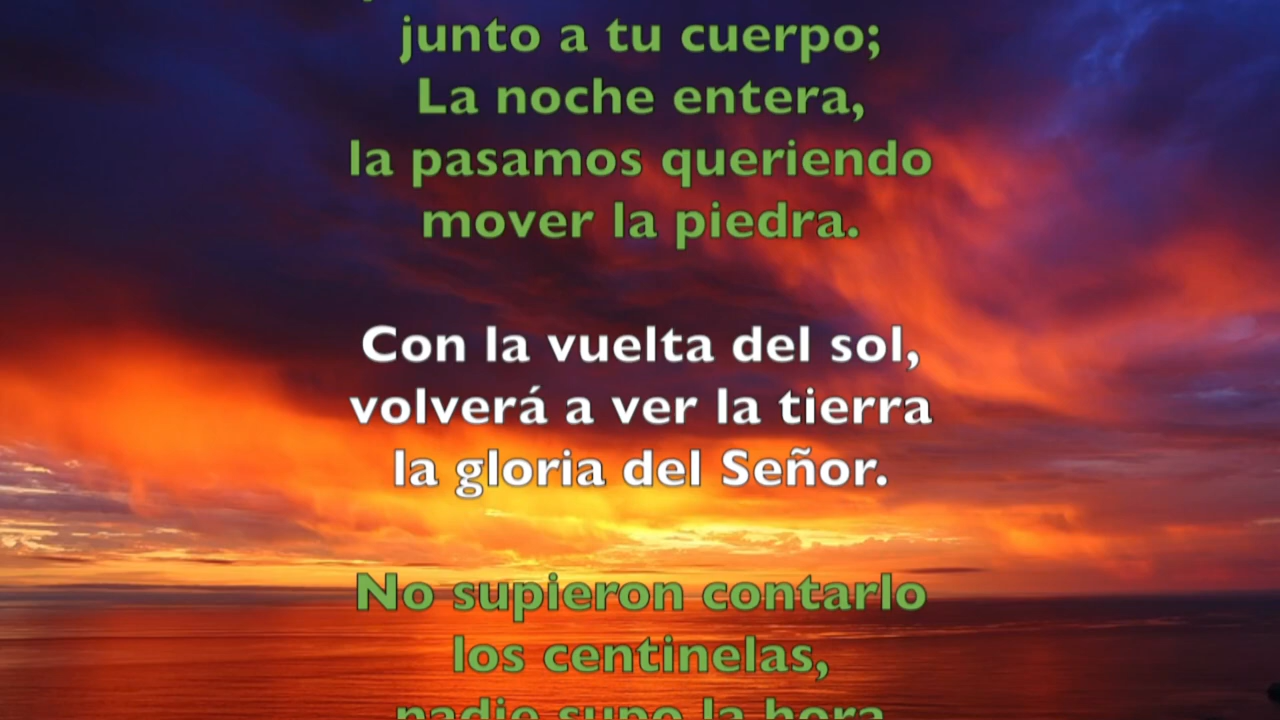 junto a tu cuerpo;
La noche entera,
la pasamos queriendo
mover la piedra.
Con la vuelta del sol,
volverá a ver la tierra
la gloria del Señor.
No supieron contarlo
los centinelas,
nadie supo la hora